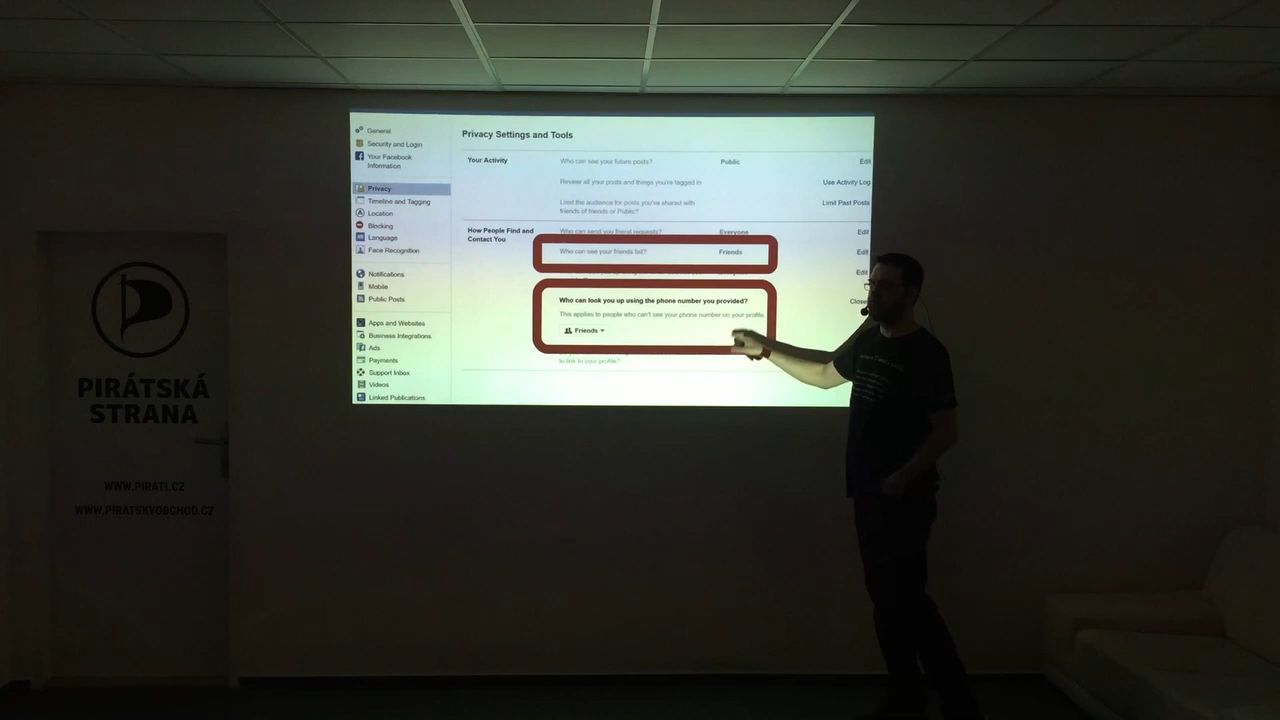 Privacy Settings and Tools
General
Security and Login
Your Facebook
Information
Privacy
Timeline and Tagging
Location
Blocking
Language
Face Recognition
Notifications
Mobile
Public Posts
Apps and Websites
Business Integrations
Ads
Payments
Support Inbox
Videos
Linked Publications
Your Activity
Who can see your future posts? Public Edit
Review all your posts and things you're tagged in Use Activity Log
Limit the audience for posts you've shared with
friends of friends or Public? Limit Past Posts
How People Find and
Contact You
Who can send you friend requests? Everyone Edit
Who can see your friends list? Friends Edit
Edit
Who can look you up using the phone number you provided? Close
This applies to people who can't see your phone number on your profile
Friends
to link to your profile?
PIRÁTSKÁ
STRANA
WWW.PIRATI.CZ
WWW.PIRATSKYOBCHOD.CZ